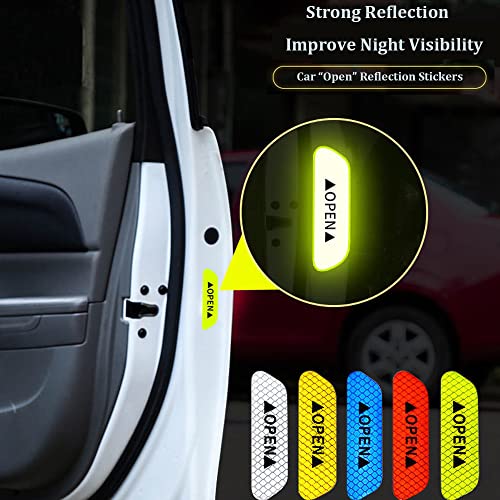 Strong Reflection
Improve Night Visibility
Car “Open” Reflection Stickers
▲OPEN▲
▲OPEN▲
▲OPEN▲
▲OPEN▲
▲OPEN▲
▲OPEN▲
▲OPEN▲